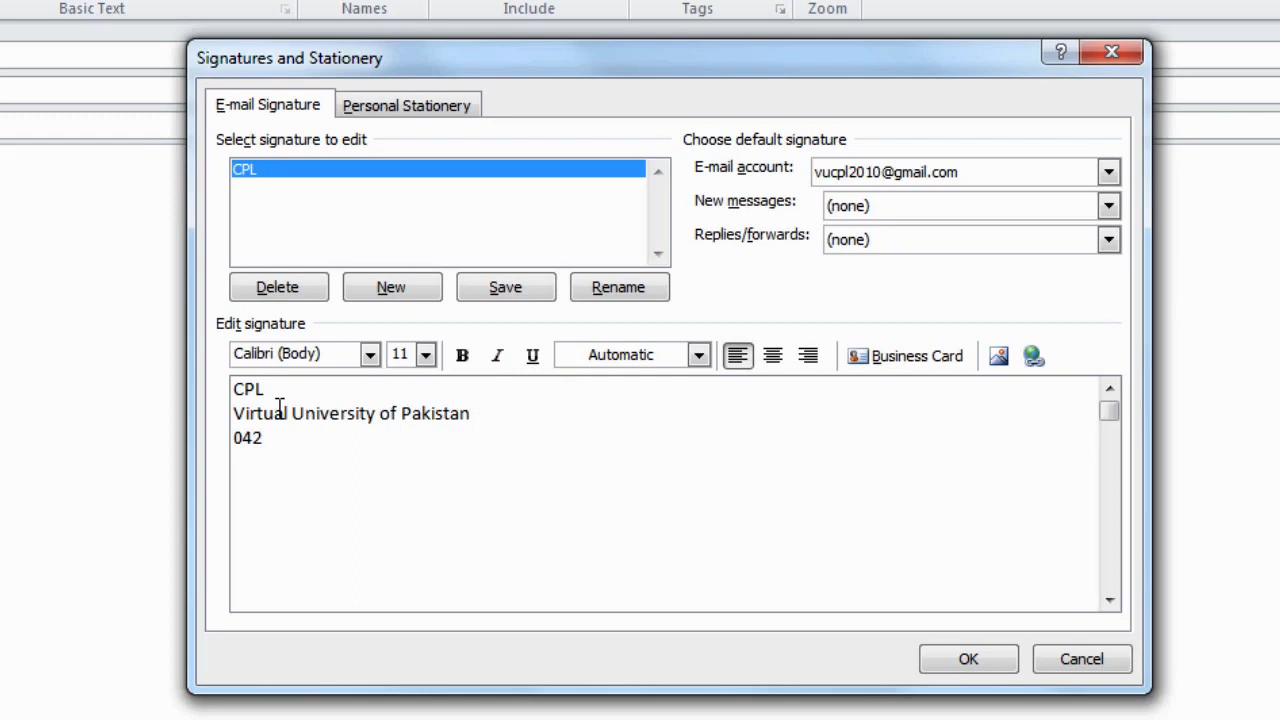 Basic Text Names Include Tags Zoom
Signatures and Stationery
E-mail Signature Personal Stationery
Select signature to edit
CPL
Delete New Save Rename
Choose default signature
E-mail account: vucpl2010@gmail.com
New messages: (none)
Replies/forwards: (none)
Edit signature
Calibri (Body) 11 B I U Automatic Business Card
CPL
Virtual University of Pakistan
042
OK Cancel